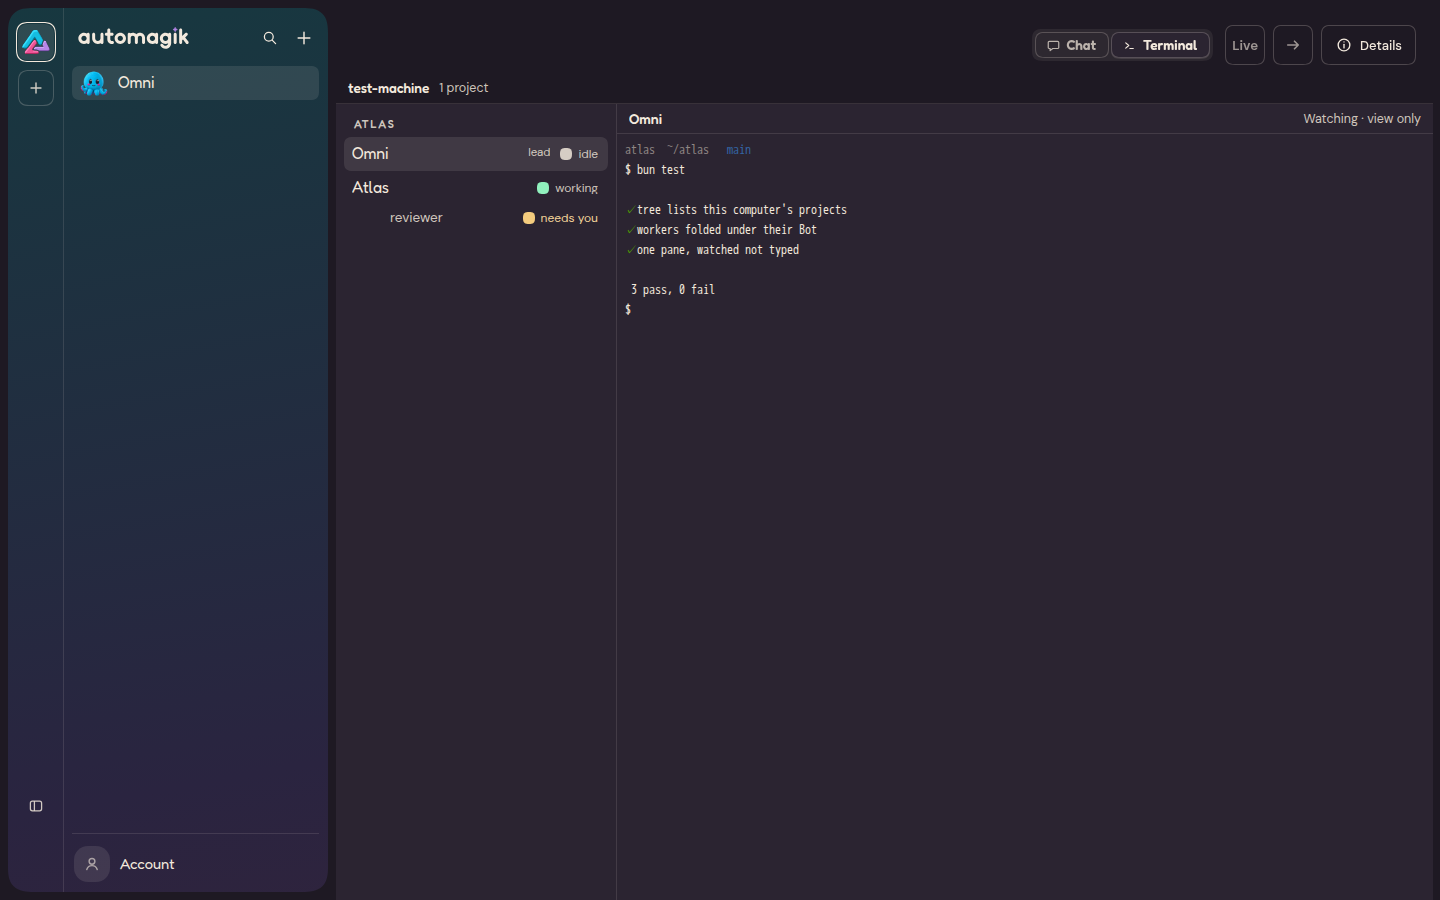 automagik
Omni
Account
Chat
Terminal
Live
Details
test-machine 1 project
ATLAS
Omni lead idle
Atlas working
reviewer needs you
Omni
Watching · view only
atlas ~/atlas main
$ bun test
✓tree lists this computer's projects
✓workers folded under their Bot
✓one pane, watched not typed
3 pass, 0 fail
$